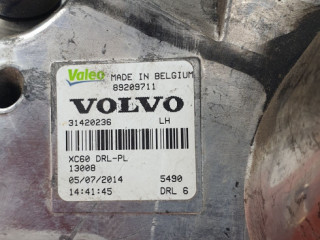 Valeo MADE IN BELGIUM
89209711
VOLVO
31420236 LH
XC60 DRL-PL
13008
05/07/2014 5490
14:41:45 DRL 6